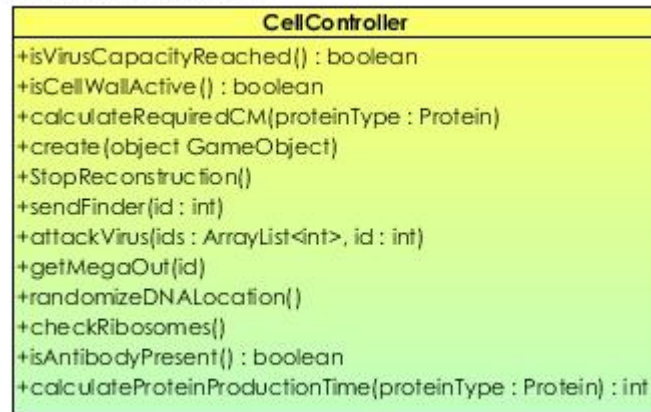 CellController
+isVirusCapacityReached() : boolean
+isCellWallActive() : boolean
+calculateRequiredCM(proteinType : Protein)
+create(object GameObject)
+StopReconstruction()
+sendFinder(id : int)
+attackVirus(ids : ArrayList<int>, id : int)
+getMegaOut(id)
+randomizeDNALocation()
+checkRibosomes()
+isAntibodyPresent() : boolean
+calculateProteinProductionTime(proteinType : Protein) : int